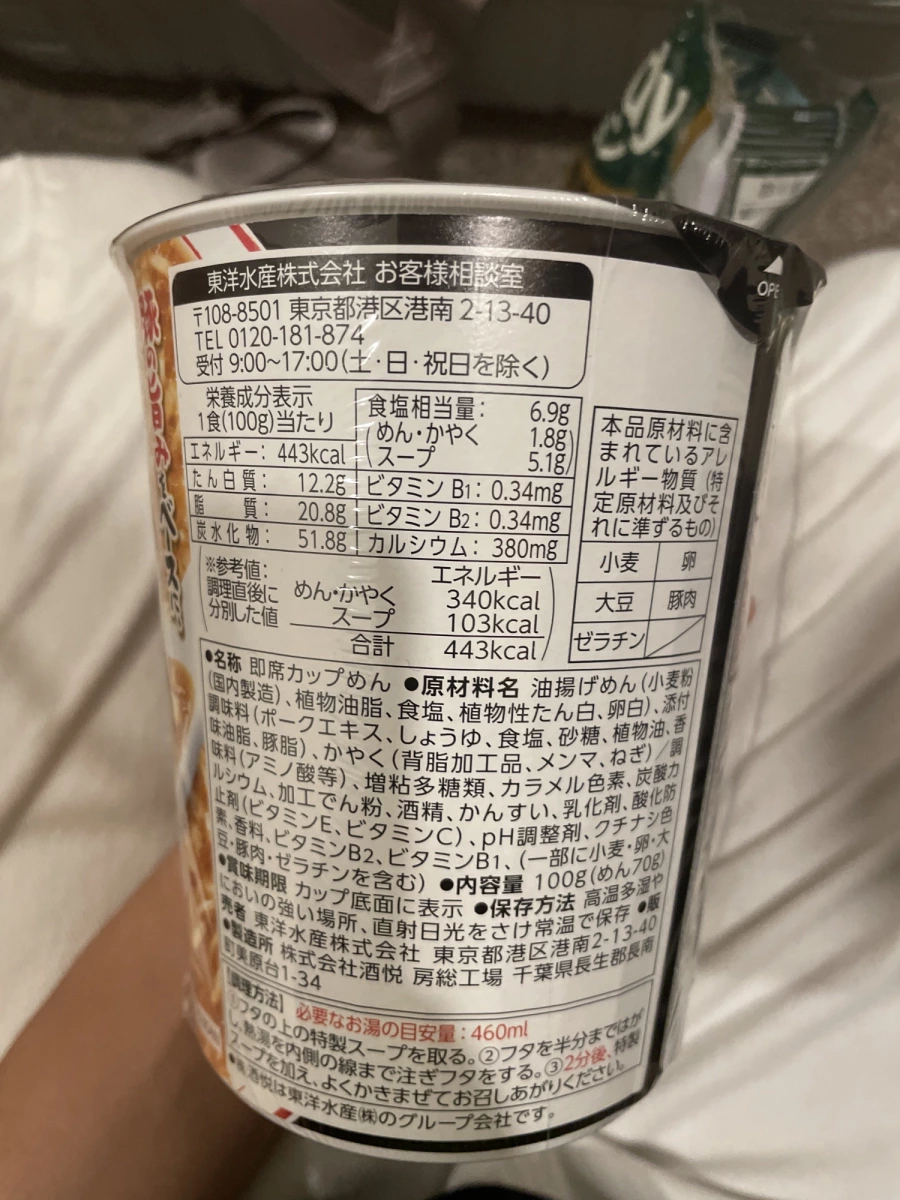 東洋水産株式会社 お客様相談室
〒108-8501 東京都港区港南 2-13-40
TEL 0120-181-874
受付 9:00~17:00(土・日・祝日を除く)
栄養成分表示
1食(100g)当たり
エネルギー: 443kcal
たん白質: 12.2g
脂質: 20.8g
炭水化物: 51.8g
食塩相当量: 6.9g
(めん・かやく 1.8g)
(スープ 5.1g)
ビタミン B1: 0.34mg
ビタミン B2: 0.34mg
カルシウム: 380mg
※参考値:
調理直後に
分別した値
エネルギー
めん・かやく 340kcal
スープ 103kcal
合計 443kcal
本品原材料に含
まれているアレ
ルギー物質(特
定原材料及びそ
れに準ずるもの)
小麦 卵
大豆 豚肉
ゼラチン
●名称 即席カップめん ●原材料名 油揚げめん(小麦粉
(国内製造)、植物油脂、食塩、植物性たん白、卵白)、添付
調味料(ポークエキス、しょうゆ、食塩、砂糖、植物油、香
味油脂、豚脂)、かやく(背脂加工品、メンマ、ねぎ)/調
味料(アミノ酸等)、増粘多糖類、カラメル色素、炭酸カ
ルシウム、加工でん粉、酒精、かんすい、乳化剤、酸化防
止剤(ビタミンE、ビタミンC)、pH調整剤、クチナシ色
素、香料、ビタミンB2、ビタミンB1、(一部に小麦・卵・大
豆・豚肉・ゼラチンを含む) ●内容量 100g(めん70g)
●賞味期限 カップ底面に表示 ●保存方法 高温多湿や
においの強い場所、直射日光をさけ常温で保存 ●販
売者 東洋水産株式会社 東京都港区港南2-13-40
●製造所 株式会社酒悦 房総工場 千葉県長生郡長南
町美原台1-34
【調理方法】 必要なお湯の目安量:460ml
①フタの上の特製スープを取る。②フタを半分まではが
し、熱湯を内側の線まで注ぎフタをする。③2分後、特製
スープを加え、よくかきまぜてお召しあがりください。
●㈱酒悦は東洋水産㈱のグループ会社です。
豚の旨みをベースに